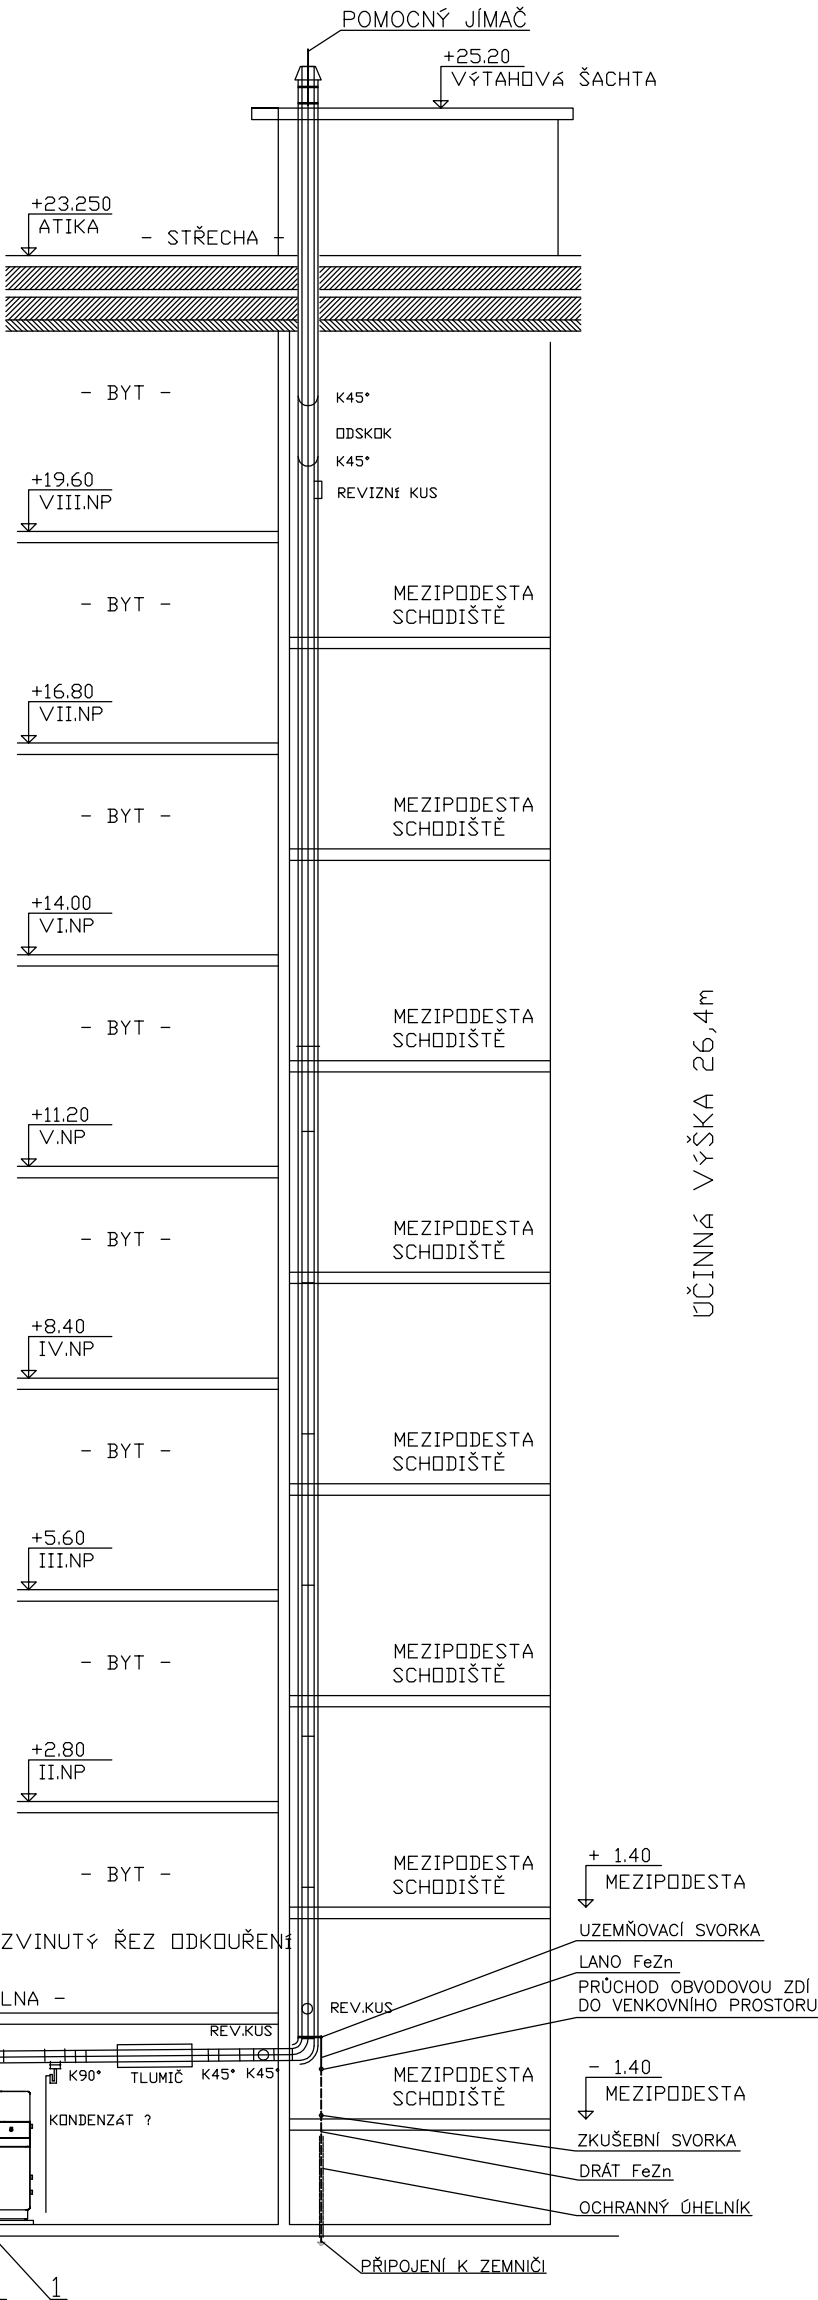 POMOCNÝ JÍMAČ
+25.20
VÝTAHOVÁ ŠACHTA
+23.250
ATIKA
- STŘECHA -
- BYT -
K45°
ODSKOK
K45°
REVIZNÍ KUS
+19.60
VIII.NP
- BYT -
MEZIPODESTA
SCHODIŠTĚ
+16.80
VII.NP
- BYT -
MEZIPODESTA
SCHODIŠTĚ
+14.00
VI.NP
- BYT -
MEZIPODESTA
SCHODIŠTĚ
ÚČINNÁ VÝŠKA 26,4m
+11.20
V.NP
- BYT -
MEZIPODESTA
SCHODIŠTĚ
+8.40
IV.NP
- BYT -
MEZIPODESTA
SCHODIŠTĚ
+5.60
III.NP
- BYT -
MEZIPODESTA
SCHODIŠTĚ
+2.80
II.NP
- BYT -
MEZIPODESTA
SCHODIŠTĚ
+ 1.40
MEZIPODESTA
ZVINUTÝ ŘEZ ODKOUŘENÍ
UZEMŇOVACÍ SVORKA
LANO FeZn
PRŮCHOD OBVODOVOU ZDÍ
DO VENKOVNÍHO PROSTORU
LNA -
REV.KUS
REV.KUS
K90°
TLUMIČ
K45°
K45°
MEZIPODESTA
SCHODIŠTĚ
- 1.40
MEZIPODESTA
KONDENZÁT ?
ZKUŠEBNÍ SVORKA
DRÁT FeZn
OCHRANNÝ ÚHELNÍK
PŘIPOJENÍ K ZEMNIČI
1